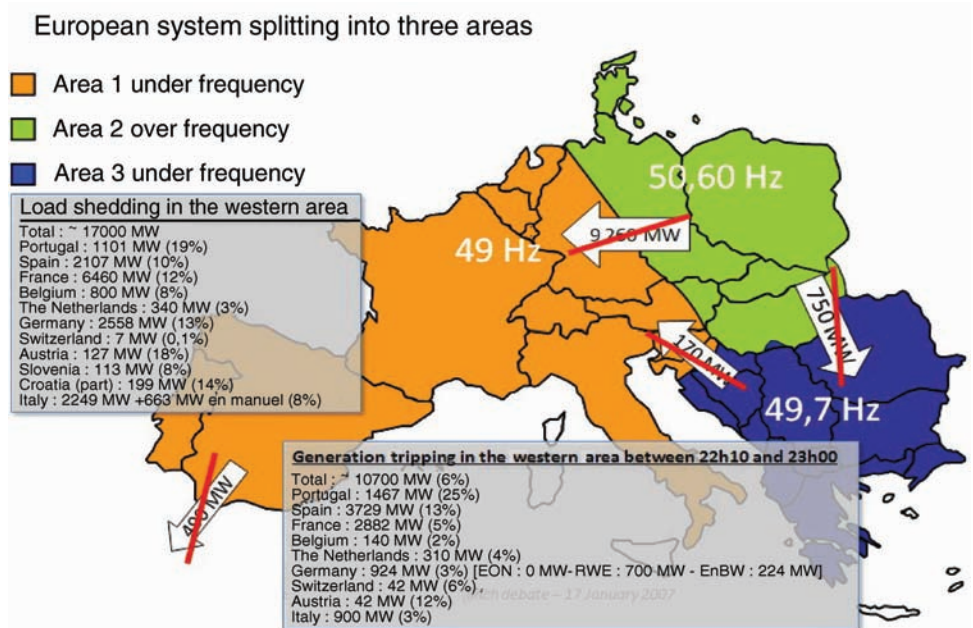 European system splitting into three areas
Area 1 under frequency
Area 2 over frequency
Area 3 under frequency
Load shedding in the western area
Total : ~ 17000 MW
Portugal : 1101 MW (19%)
Spain : 2107 MW (10%)
France : 6460 MW (12%)
Belgium : 800 MW (8%)
The Netherlands : 340 MW (3%)
Germany : 2558 MW (13%)
Switzerland : 7 MW (0,1%)
Austria : 127 MW (18%)
Slovenia : 113 MW (8%)
Croatia (part) : 199 MW (14%)
Italy : 2249 MW +663 MW en manuel (8%)
50,60 Hz
49 Hz
9 260 MW
750 MW
170 MW
49,7 Hz
MW
Generation tripping in the western area between 22h10 and 23h00
Total : ~ 10700 MW (6%)
Portugal : 1467 MW (25%)
Spain : 3729 MW (13%)
France : 2882 MW (5%)
Belgium : 140 MW (2%)
The Netherlands : 310 MW (4%)
Germany : 924 MW (3%) [EON : 0 MW- RWE : 700 MW - EnBW : 224 MW]
Switzerland : 42 MW (6%)
Austria : 42 MW (12%)
Italy : 900 MW (3%)
debate – 17 January 2007